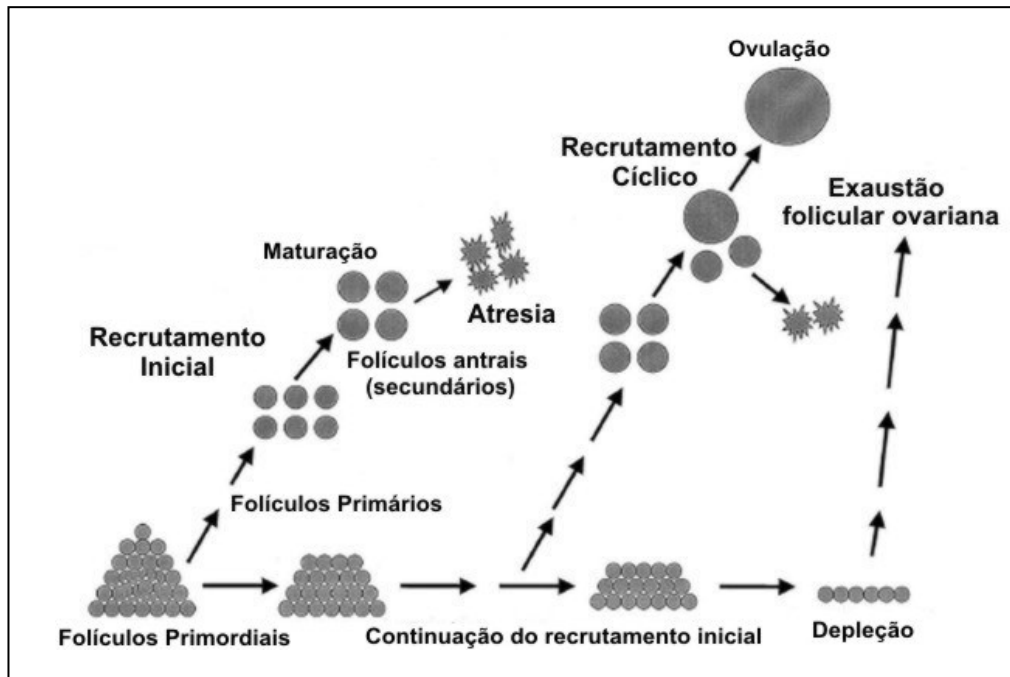 Ovulação
Recrutamento
Cíclico
Exaustão
folicular ovariana
Maturação
Atresia
Recrutamento
Inicial
Folículos antrais
(secundários)
Folículos Primários
Folículos Primordiais
Continuação do recrutamento inicial
Depleção